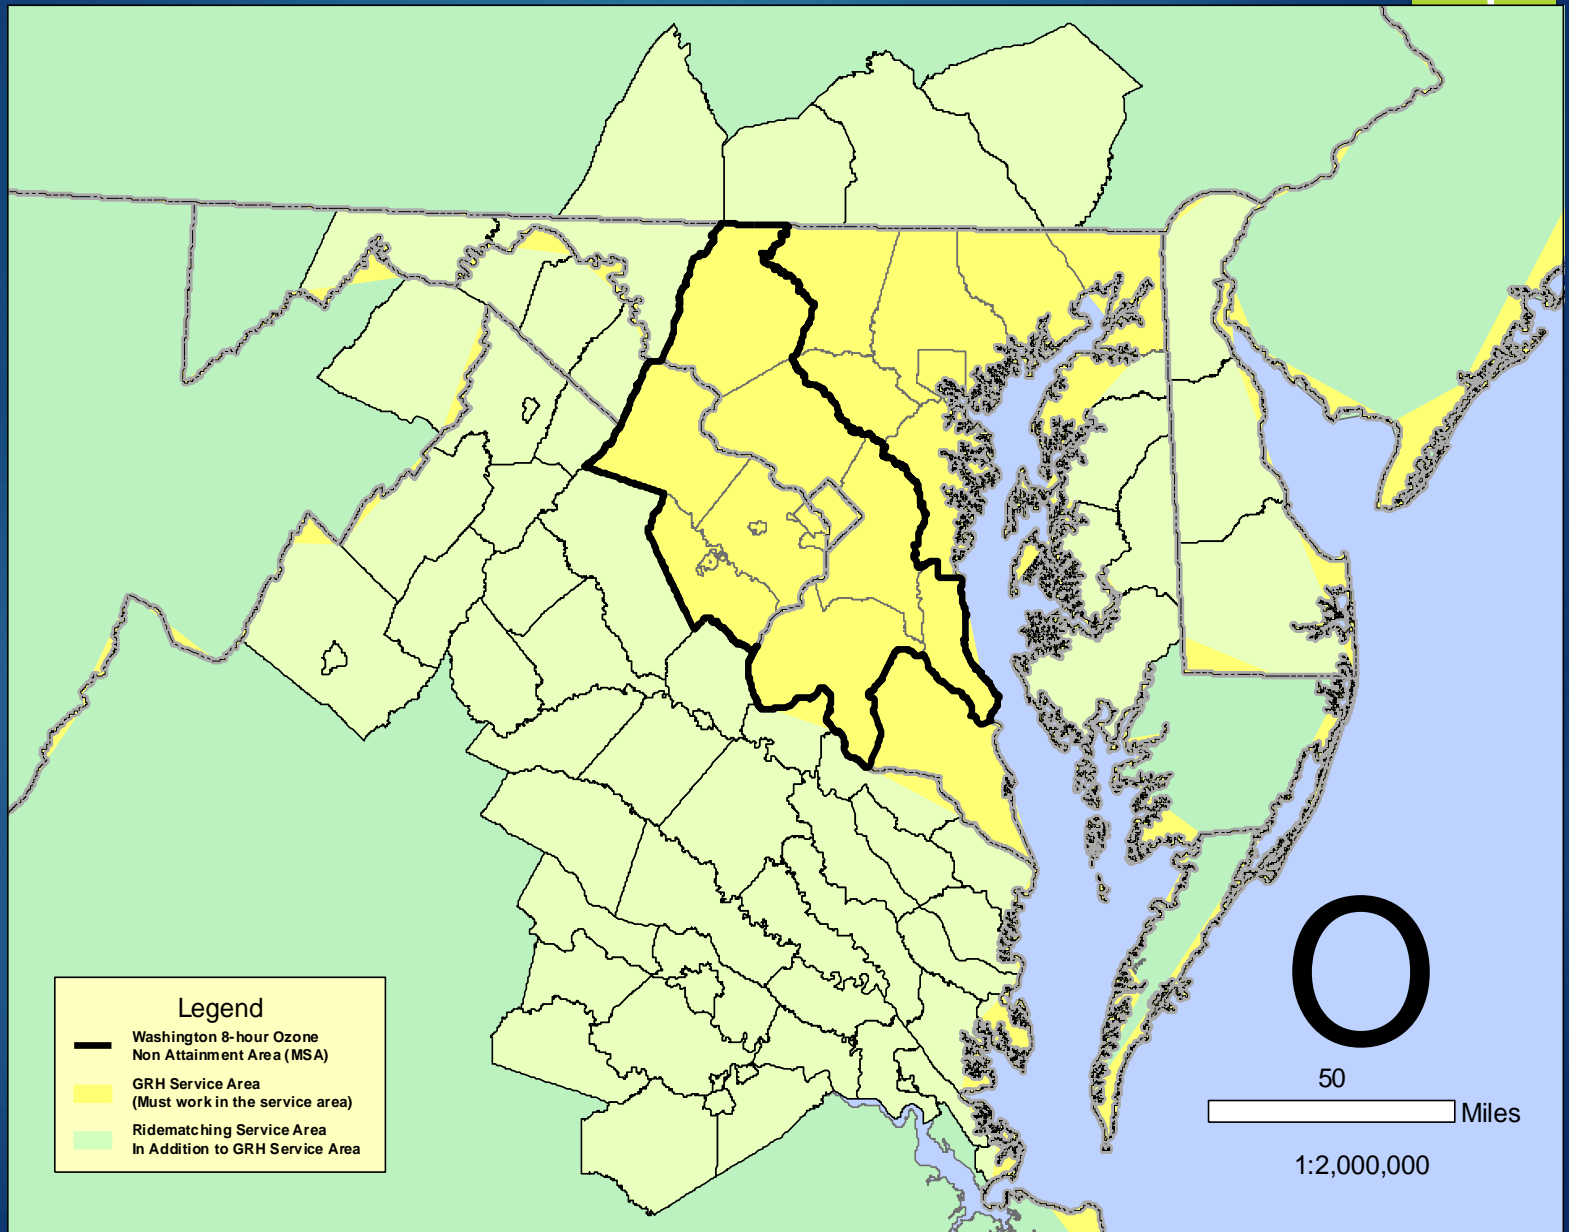 O
50
Miles
1:2,000,000
Legend
Washington 8-hour Ozone
Non Attainment Area (MSA)
GRH Service Area
(Must work in the service area)
Ridematching Service Area
In Addition to GRH Service Area